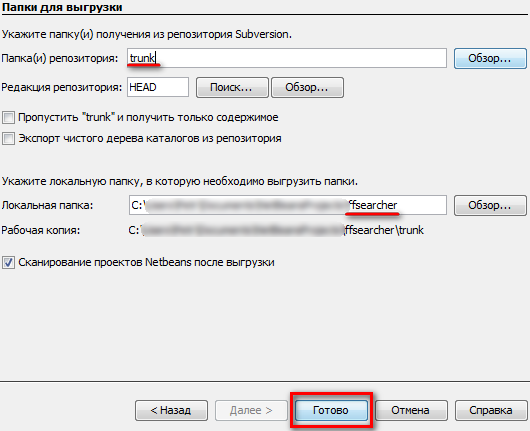 Папки для выгрузки
Укажите папку(и) получения из репозитория Subversion.
Папка(и) репозитория: trunk Обзор...
Редакция репозитория: HEAD Поиск... Обзор...
Пропустить "trunk" и получить только содержимое
Экспорт чистого дерева каталогов из репозитория
Укажите локальную папку, в которую необходимо выгрузить папки.
Локальная папка: C:\ ffsearcher Обзор...
Рабочая копия: C:\ \ffsearcher\trunk
Сканирование проектов Netbeans после выгрузки
< Назад Далее > Готово Отмена Справка